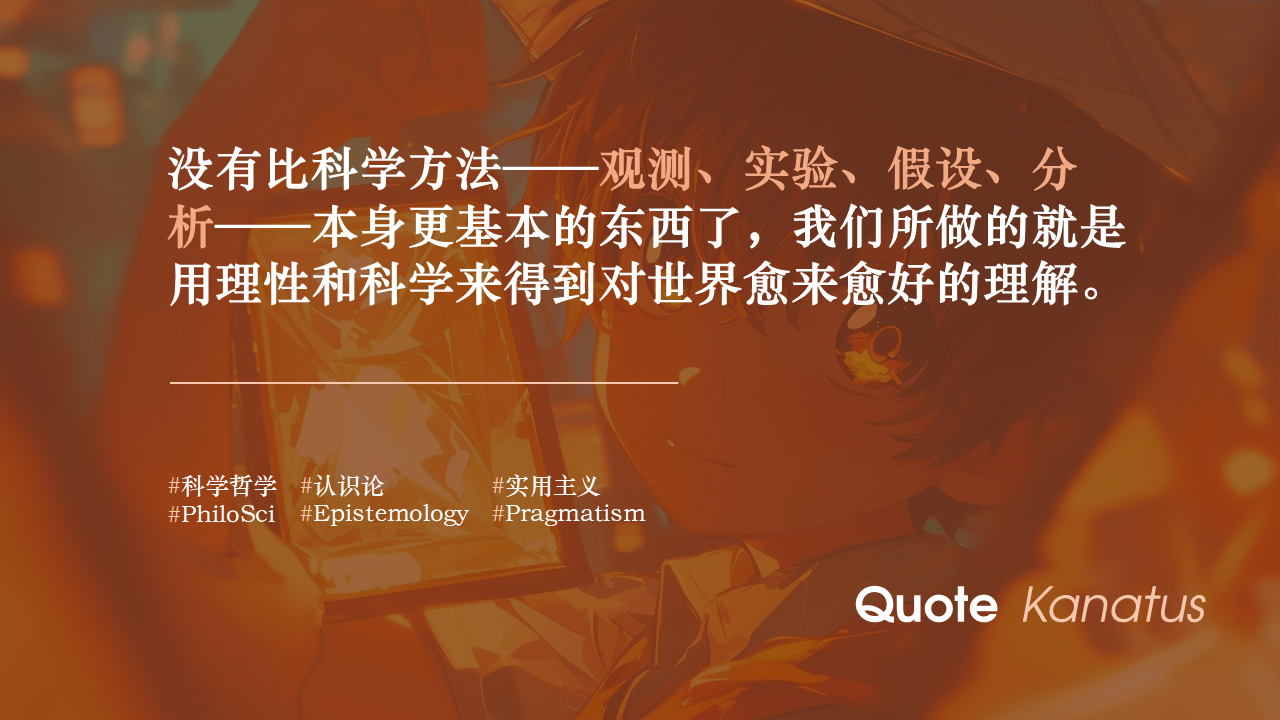 没有比科学方法——观测、实验、假设、分
析——本身更基本的东西了，我们所做的就是
用理性和科学来得到对世界愈来愈好的理解。
#科学哲学 #认识论 #实用主义
#PhiloSci #Epistemology #Pragmatism
Quote Kanatus